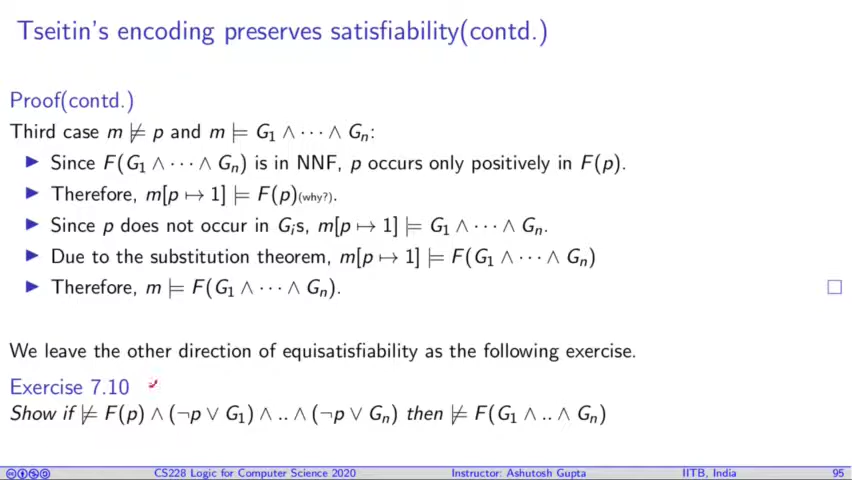 Tseitin's encoding preserves satisfiability(contd.)
Proof(contd.)
Third case m ⊭ p and m ⊨ G₁ ∧ ··· ∧ Gₙ:
▶ Since F(G₁ ∧ ··· ∧ Gₙ) is in NNF, p occurs only positively in F(p).
▶ Therefore, m[p ↦ 1] ⊨ F(p)(why?).
▶ Since p does not occur in Gᵢs, m[p ↦ 1] ⊨ G₁ ∧ ··· ∧ Gₙ.
▶ Due to the substitution theorem, m[p ↦ 1] ⊨ F(G₁ ∧ ··· ∧ Gₙ)
▶ Therefore, m ⊨ F(G₁ ∧ ··· ∧ Gₙ). □
We leave the other direction of equisatisfiability as the following exercise.
Exercise 7.10
Show if ⊭ F(p) ∧ (¬p ∨ G₁) ∧ .. ∧ (¬p ∨ Gₙ) then ⊭ F(G₁ ∧ .. ∧ Gₙ)
CS228 Logic for Computer Science 2020 Instructor: Ashutosh Gupta IITB, India 95